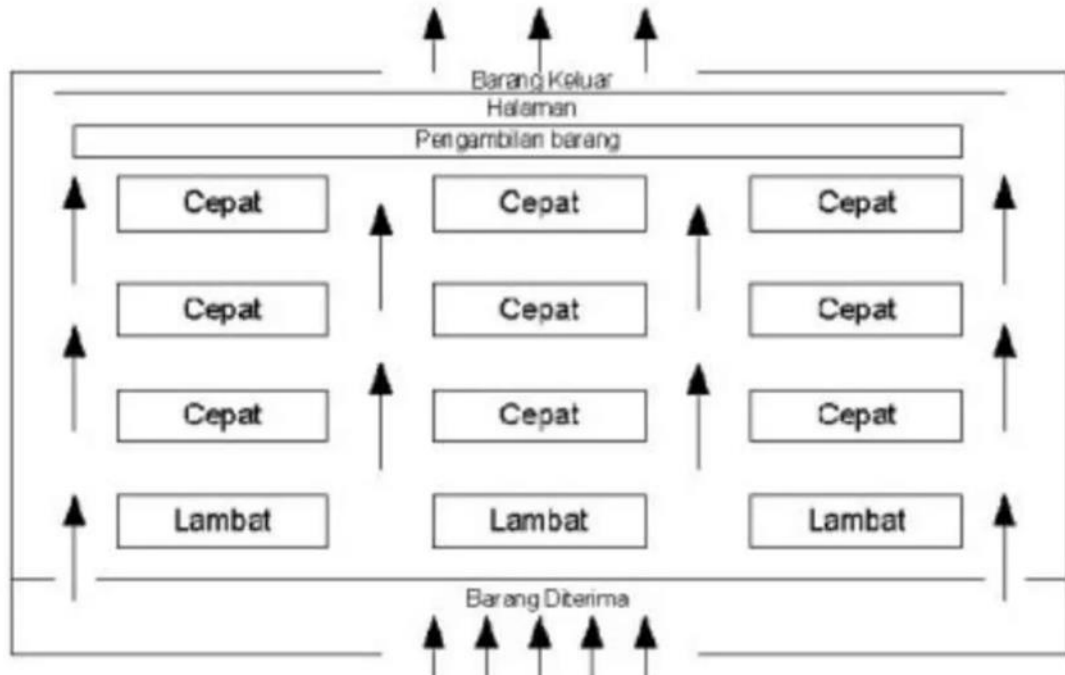 Barang Keluar
Halaman
Pengambilan barang
Cepat Cepat Cepat
Cepat Cepat Cepat
Cepat Cepat Cepat
Lambat Lambat Lambat
Barang Diterima